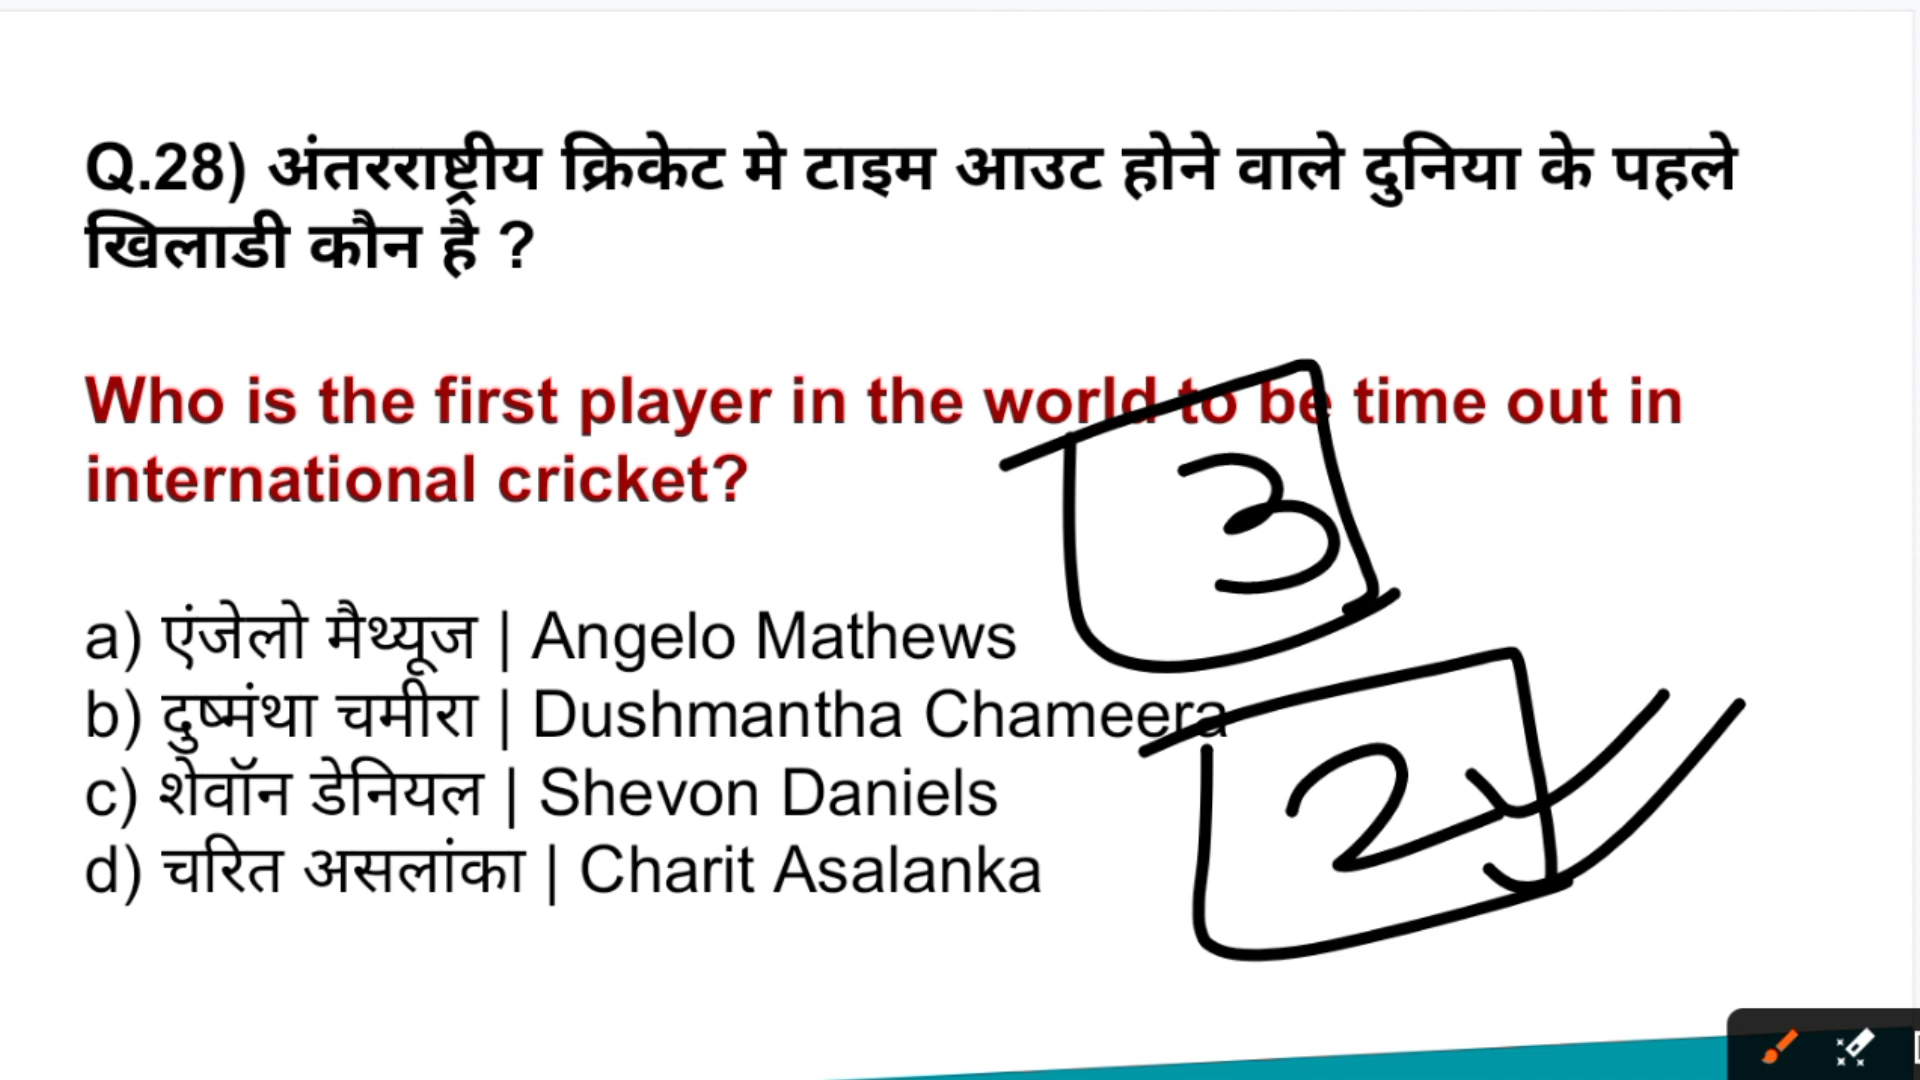 Q.28) अंतरराष्ट्रीय क्रिकेट मे टाइम आउट होने वाले दुनिया के पहले
खिलाडी कौन है ?
Who is the first player in the world to be time out in
international cricket?
3
a) एंजेलो मैथ्यूज | Angelo Mathews
b) दुष्मंथा चमीरा | Dushmantha Chameera
c) शेवॉन डेनियल | Shevon Daniels
2
d) चरित असलांका | Charit Asalanka